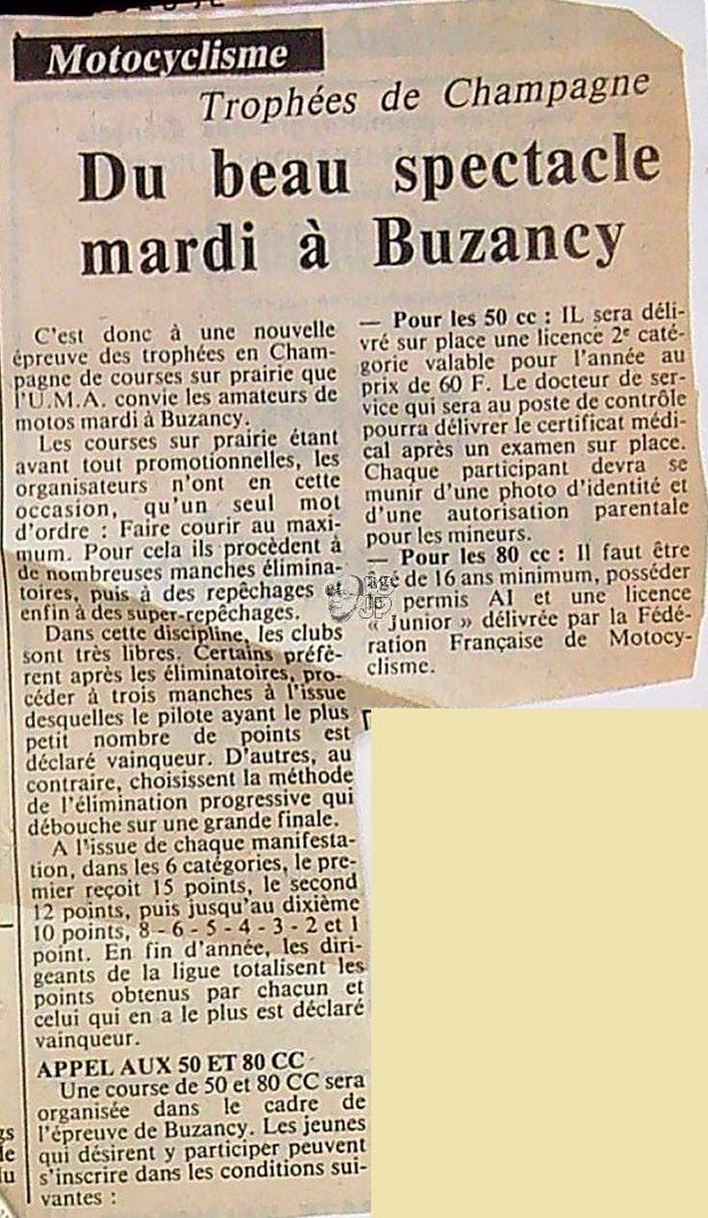 Motocyclisme
Trophées de Champagne
Du beau spectacle
mardi à Buzancy
C'est donc à une nouvelle
épreuve des trophées en Cham-
pagne de courses sur prairie que
l'U.M.A. convie les amateurs de
motos mardi à Buzancy.
Les courses sur prairie étant
avant tout promotionnelles, les
organisateurs n'ont en cette
occasion, qu'un seul mot
d'ordre : Faire courir au maxi-
mum. Pour cela ils procèdent à
de nombreuses manches élimina-
toires, puis à des repêchages et
enfin à des super-repêchages.
Dans cette discipline, les clubs
sont très libres. Certains préfè-
rent après les éliminatoires, pro-
céder à trois manches à l'issue
desquelles le pilote ayant le plus
petit nombre de points est
déclaré vainqueur. D'autres, au
contraire, choisissent la méthode
de l'élimination progressive qui
débouche sur une grande finale.
A l'issue de chaque manifesta-
tion, dans les 6 catégories, le pre-
mier reçoit 15 points, le second
12 points, puis jusqu'au dixième
10 points, 8 - 6 - 5 - 4 - 3 - 2 et 1
point. En fin d'année, les diri-
geants de la ligue totalisent les
points obtenus par chacun et
celui qui en a le plus est déclaré
vainqueur.
APPEL AUX 50 ET 80 CC
Une course de 50 et 80 CC sera
organisée dans le cadre de
l'épreuve de Buzancy. Les jeunes
qui désirent y participer peuvent
s'inscrire dans les conditions sui-
vantes :
— Pour les 50 cc : IL sera déli-
vré sur place une licence 2e caté-
gorie valable pour l'année au
prix de 60 F. Le docteur de ser-
vice qui sera au poste de contrôle
pourra délivrer le certificat médi-
cal après un examen sur place.
Chaque participant devra se
munir d'une photo d'identité et
d'une autorisation parentale
pour les mineurs.
— Pour les 80 cc : Il faut être
âgé de 16 ans minimum, posséder
le permis AI et une licence
« Junior » délivrée par la Fédé-
ration Française de Motocy-
clisme.